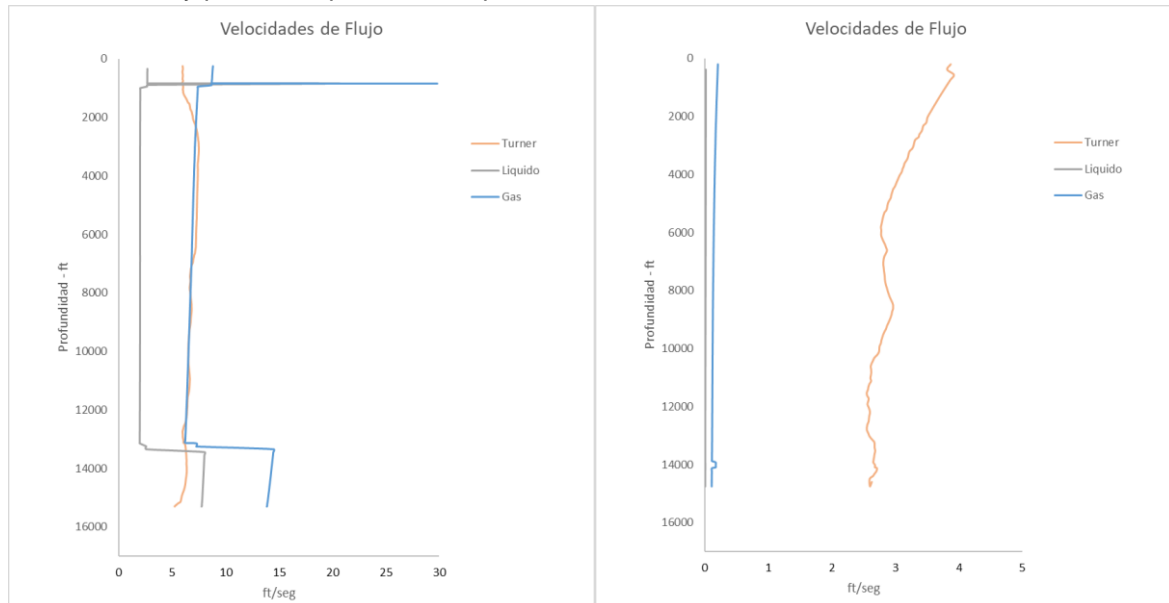 Velocidades de Flujo
0
2000
4000
6000
8000
10000
12000
14000
16000
Profundidad - ft
0 5 10 15 20 25 30
ft/seg
Turner
Liquido
Gas
Velocidades de Flujo
0
2000
4000
6000
8000
10000
12000
14000
16000
Profundidad - ft
0 1 2 3 4 5
ft/seg
Turner
Liquido
Gas